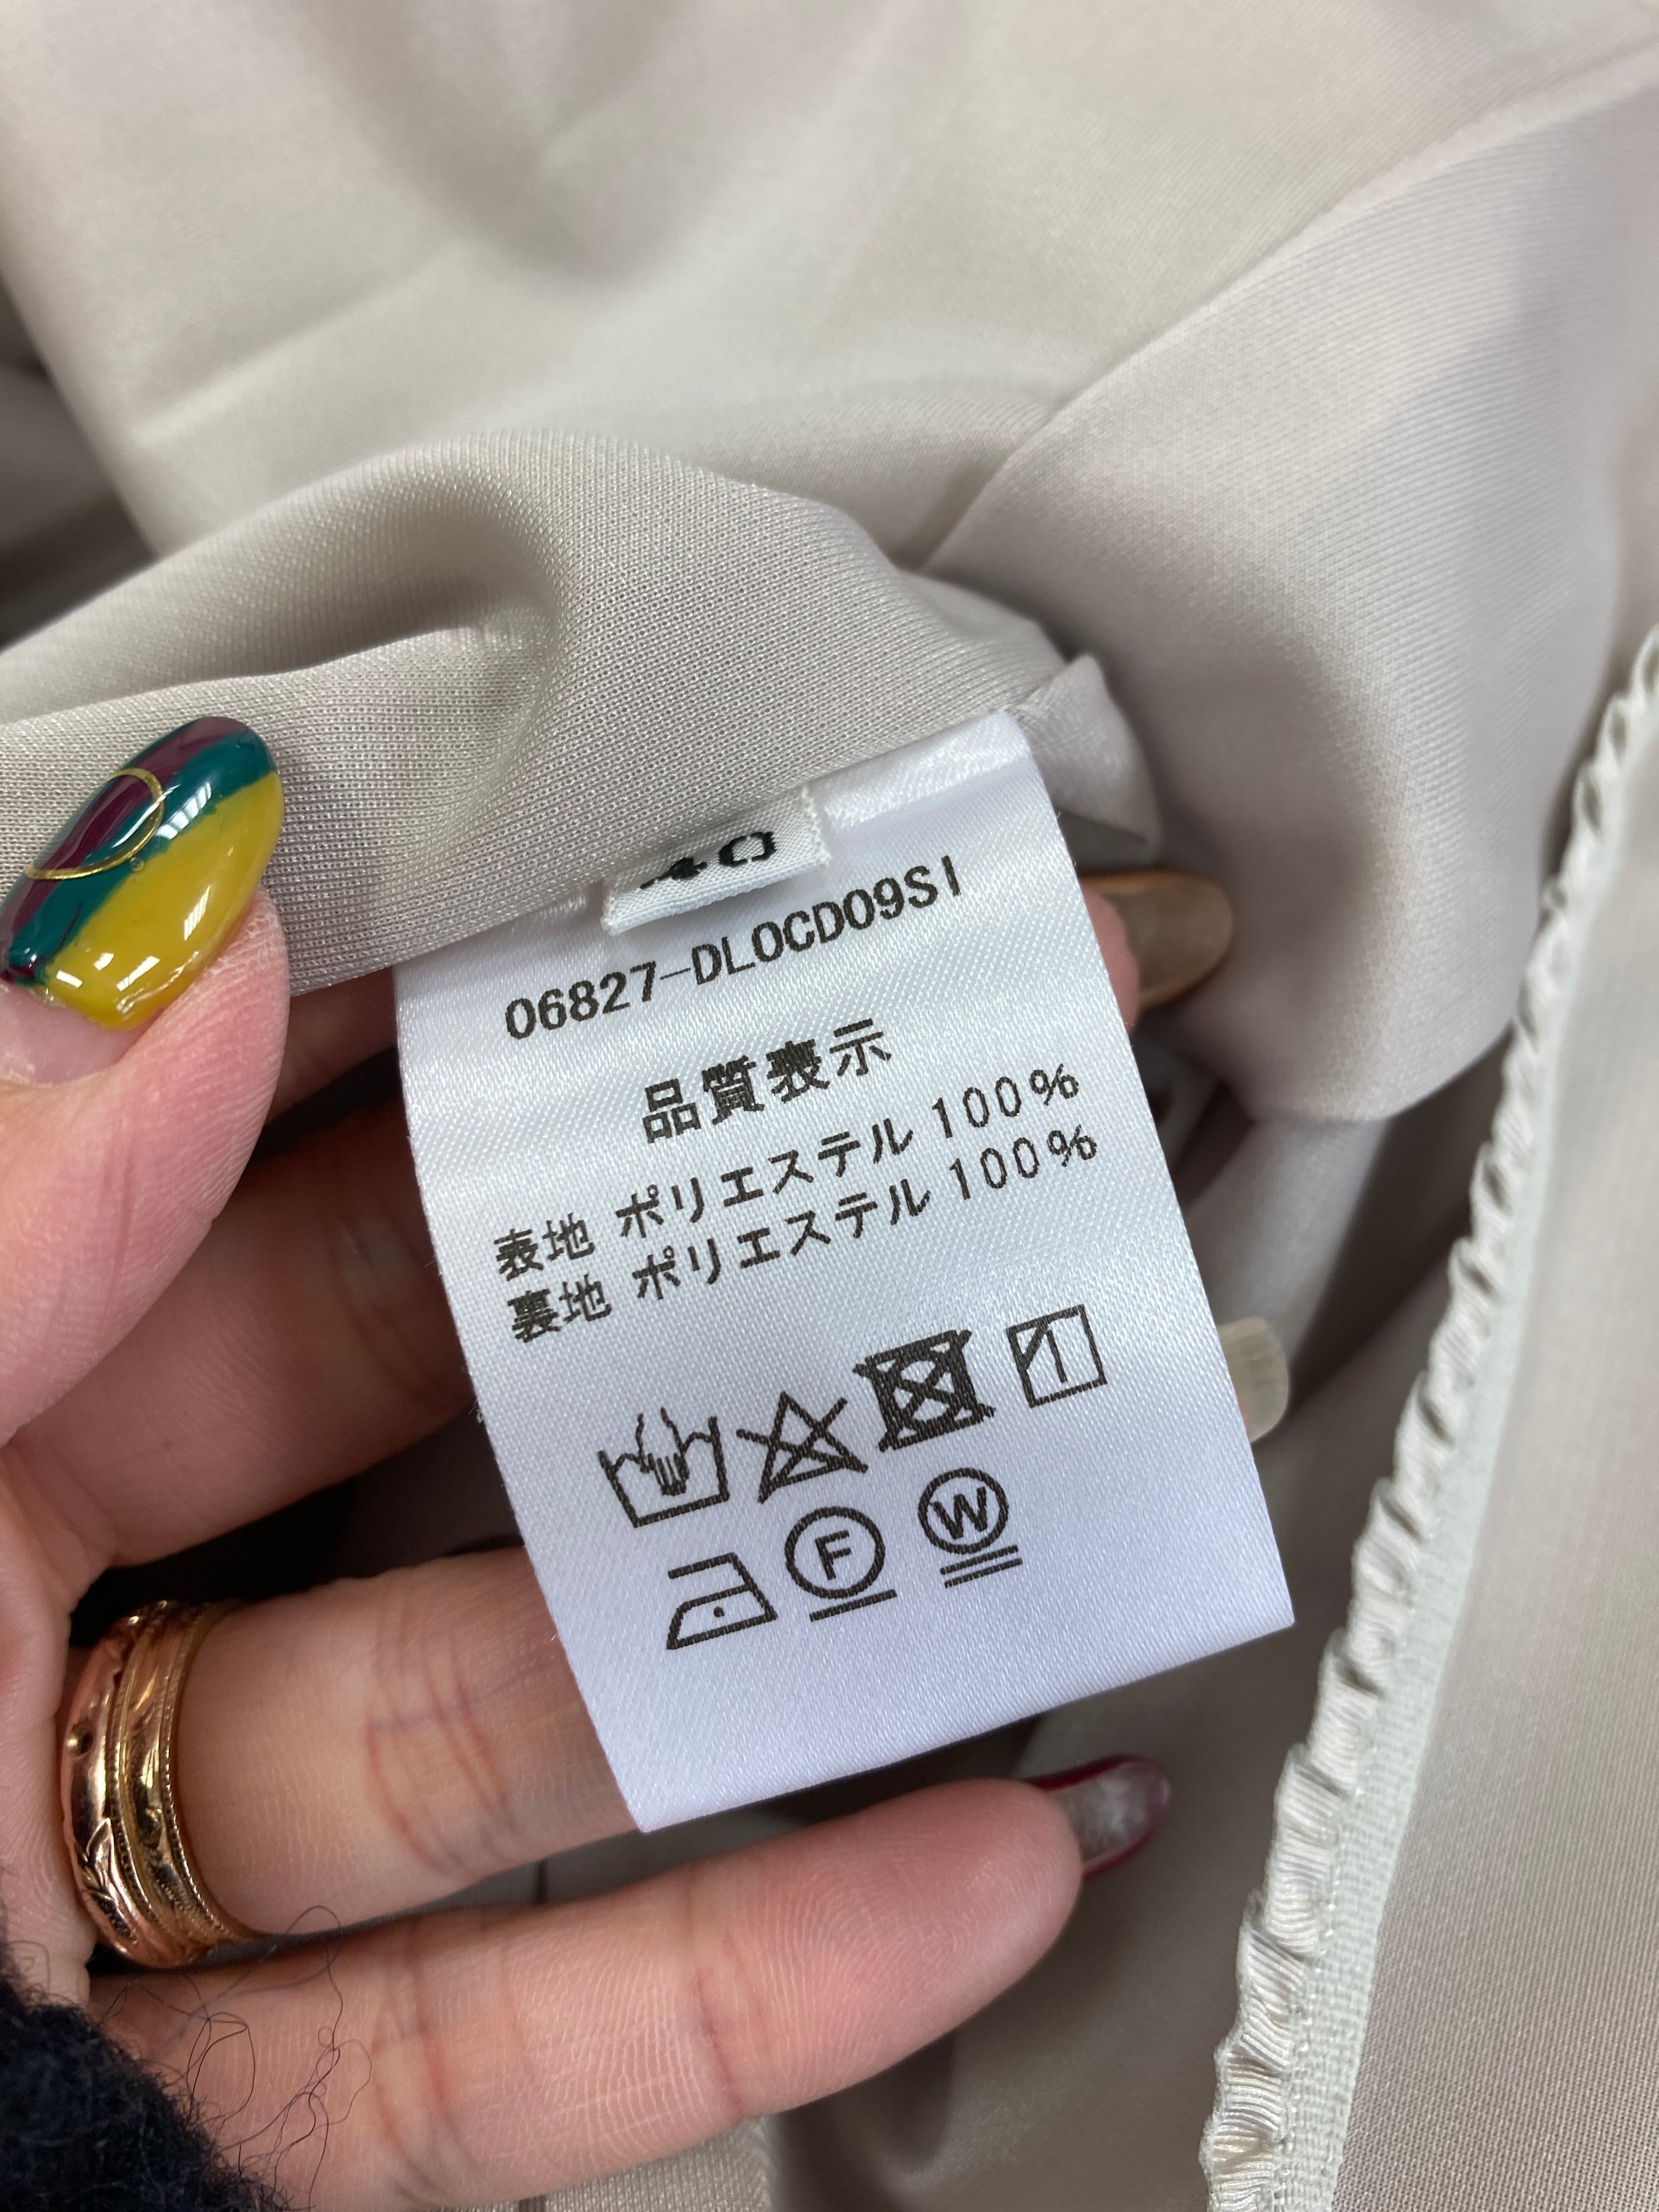 40
06827-DLOCD09SI
品質表示
表地 ポリエステル 100%
裏地 ポリエステル 100%
F W